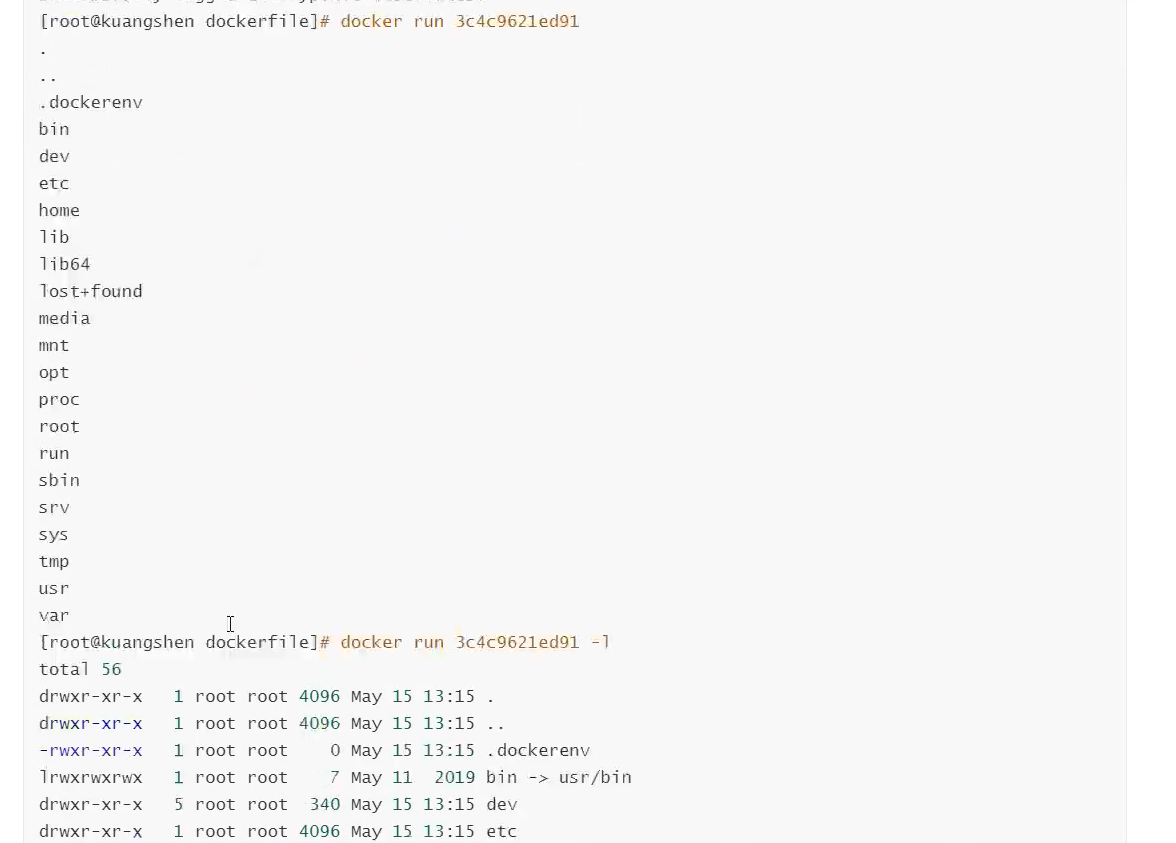 [root@kuangshen dockerfile]# docker run 3c4c9621ed91
.
..
.dockerenv
bin
dev
etc
home
lib
lib64
lost+found
media
mnt
opt
proc
root
run
sbin
srv
sys
tmp
usr
var
[root@kuangshen dockerfile]# docker run 3c4c9621ed91 -l
total 56
drwxr-xr-x   1 root root 4096 May 15 13:15 .
drwxr-xr-x   1 root root 4096 May 15 13:15 ..
-rwxr-xr-x   1 root root    0 May 15 13:15 .dockerenv
lrwxrwxrwx   1 root root    7 May 11  2019 bin -> usr/bin
drwxr-xr-x   5 root root  340 May 15 13:15 dev
drwxr-xr-x   1 root root 4096 May 15 13:15 etc